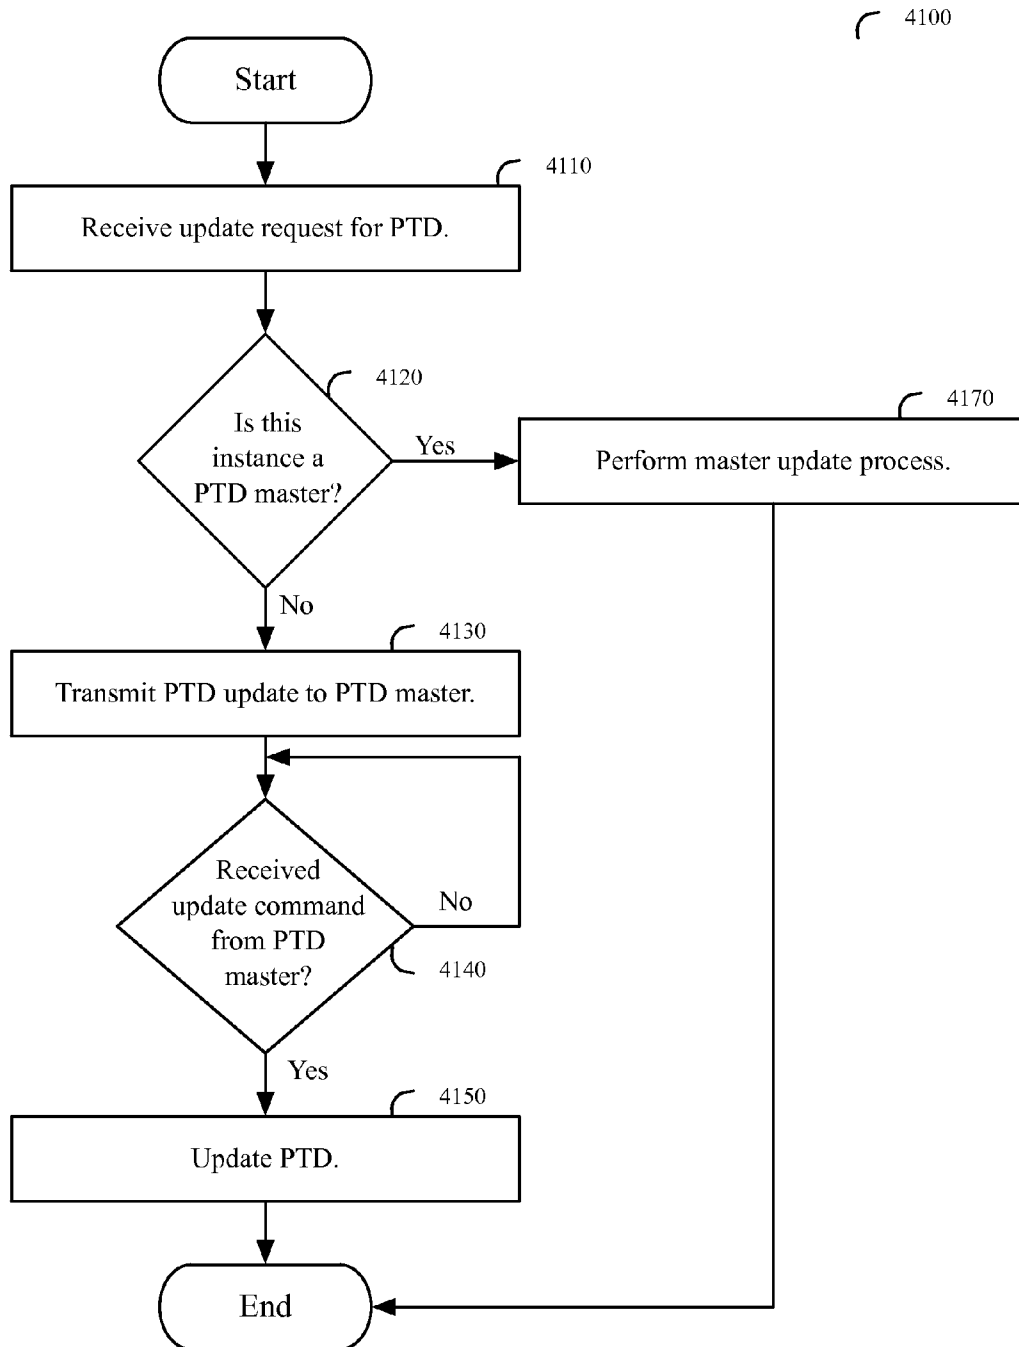 4100
Start
4110
Receive update request for PTD.
4120
Is this
instance a
PTD master?
Yes
4170
Perform master update process.
No
4130
Transmit PTD update to PTD master.
Received
update command
from PTD
master?
No
4140
Yes
4150
Update PTD.
End